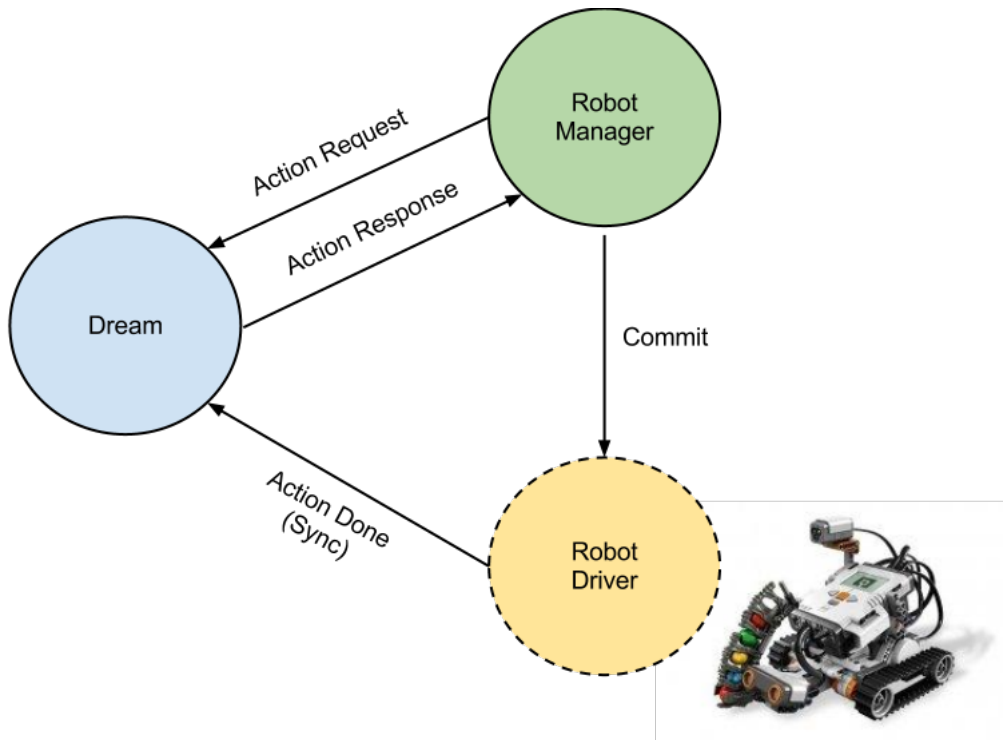 Robot
Manager
Action Request
Action Response
Dream
Commit
Action Done
(Sync)
Robot
Driver